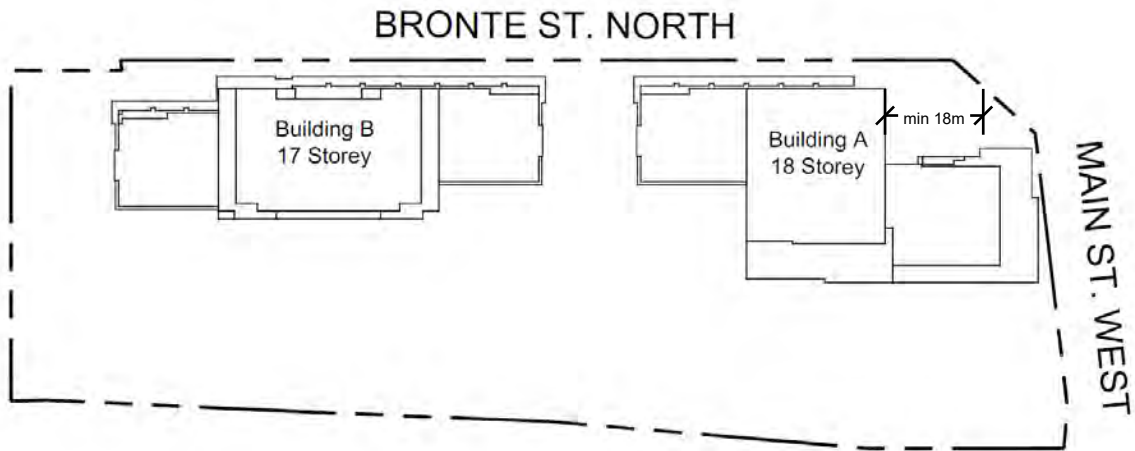 BRONTE ST. NORTH
Building B
17 Storey
Building A
18 Storey
min 18m
MAIN ST. WEST